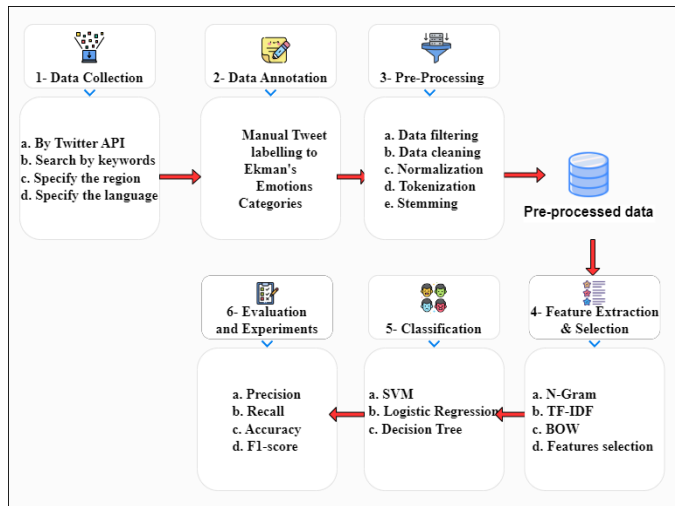 1- Data Collection
a. By Twitter API
b. Search by keywords
c. Specify the region
d. Specify the language
2- Data Annotation
Manual Tweet
labelling to
Ekman's
Emotions
Categories
3- Pre-Processing
a. Data filtering
b. Data cleaning
c. Normalization
d. Tokenization
e. Stemming
Pre-processed data
4- Feature Extraction
& Selection
a. N-Gram
b. TF-IDF
c. BOW
d. Features selection
5- Classification
a. SVM
b. Logistic Regression
c. Decision Tree
6- Evaluation
and Experiments
a. Precision
b. Recall
c. Accuracy
d. F1-score